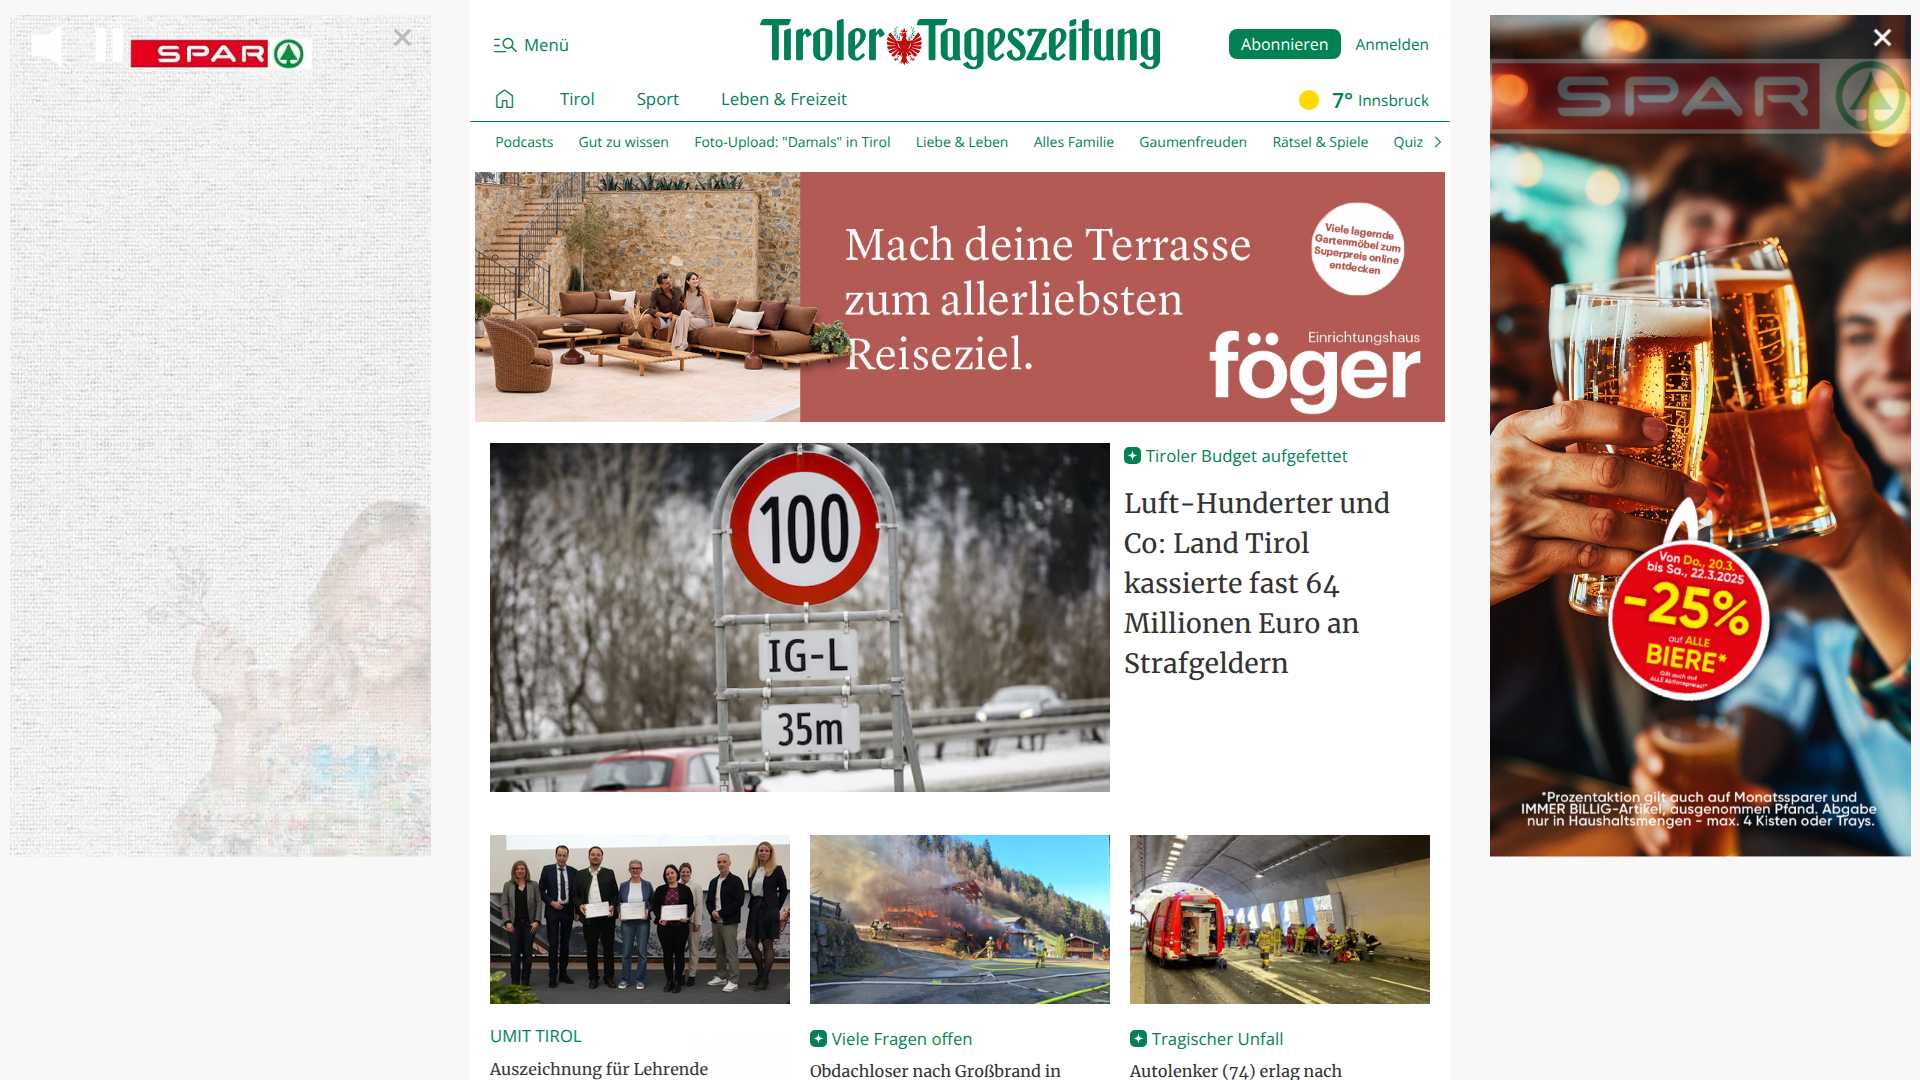 SPAR
Menü
Tiroler Tageszeitung
Abonnieren
Anmelden
Tirol
Sport
Leben & Freizeit
7° Innsbruck
Podcasts
Gut zu wissen
Foto-Upload: "Damals" in Tirol
Liebe & Leben
Alles Familie
Gaumenfreuden
Rätsel & Spiele
Quiz
Mach deine Terrasse
zum allerliebsten
Reiseziel.
Viele lagernde
Gartenmöbel zum
Superpreis online
entdecken
Einrichtungshaus
föger
100
IG-L
35m
Tiroler Budget aufgefettet
Luft-Hunderter und
Co: Land Tirol
kassierte fast 64
Millionen Euro an
Strafgeldern
UMIT TIROL
Auszeichnung für Lehrende
Viele Fragen offen
Obdachloser nach Großbrand in
Tragischer Unfall
Autolenker (74) erlag nach
SPAR
Von Do., 20.3.
bis Sa., 22.3.2025
-25%
auf ALLE
BIERE*
Gilt auch auf
ALLE Aktionspreise!*
*Prozentaktion gilt auch auf Monatssparer und
IMMER BILLIG-Artikel, ausgenommen Pfand. Abgabe
nur in Haushaltsmengen - max. 4 Kisten oder Trays.